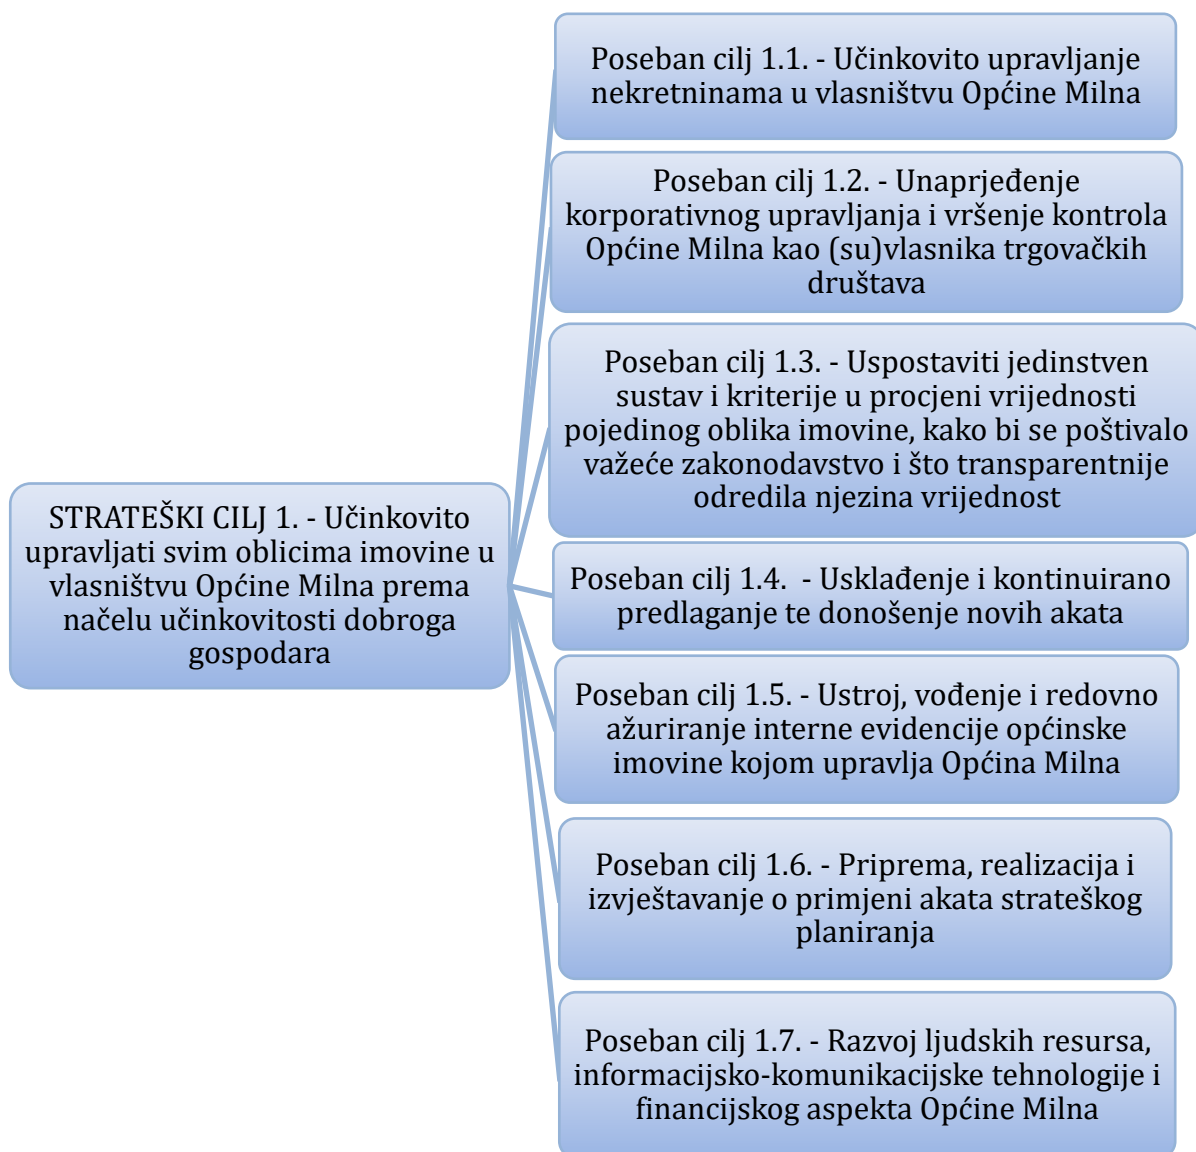 Poseban cilj 1.1. - Učinkovito upravljanje
nekretninama u vlasništvu Općine Milna
Poseban cilj 1.2. - Unaprjeđenje
korporativnog upravljanja i vršenje kontrola
Općine Milna kao (su)vlasnika trgovačkih
društava
Poseban cilj 1.3. - Uspostaviti jedinstven
sustav i kriterije u procjeni vrijednosti
pojedinog oblika imovine, kako bi se poštivalo
važeće zakonodavstvo i što transparentnije
odredila njezina vrijednost
STRATEŠKI CILJ 1. - Učinkovito
upravljati svim oblicima imovine u
vlasništvu Općine Milna prema
načelu učinkovitosti dobroga
gospodara
Poseban cilj 1.4.  - Usklađenje i kontinuirano
predlaganje te donošenje novih akata
Poseban cilj 1.5. - Ustroj, vođenje i redovno
ažuriranje interne evidencije općinske
imovine kojom upravlja Općina Milna
Poseban cilj 1.6. - Priprema, realizacija i
izvještavanje o primjeni akata strateškog
planiranja
Poseban cilj 1.7. - Razvoj ljudskih resursa,
informacijsko-komunikacijske tehnologije i
financijskog aspekta Općine Milna